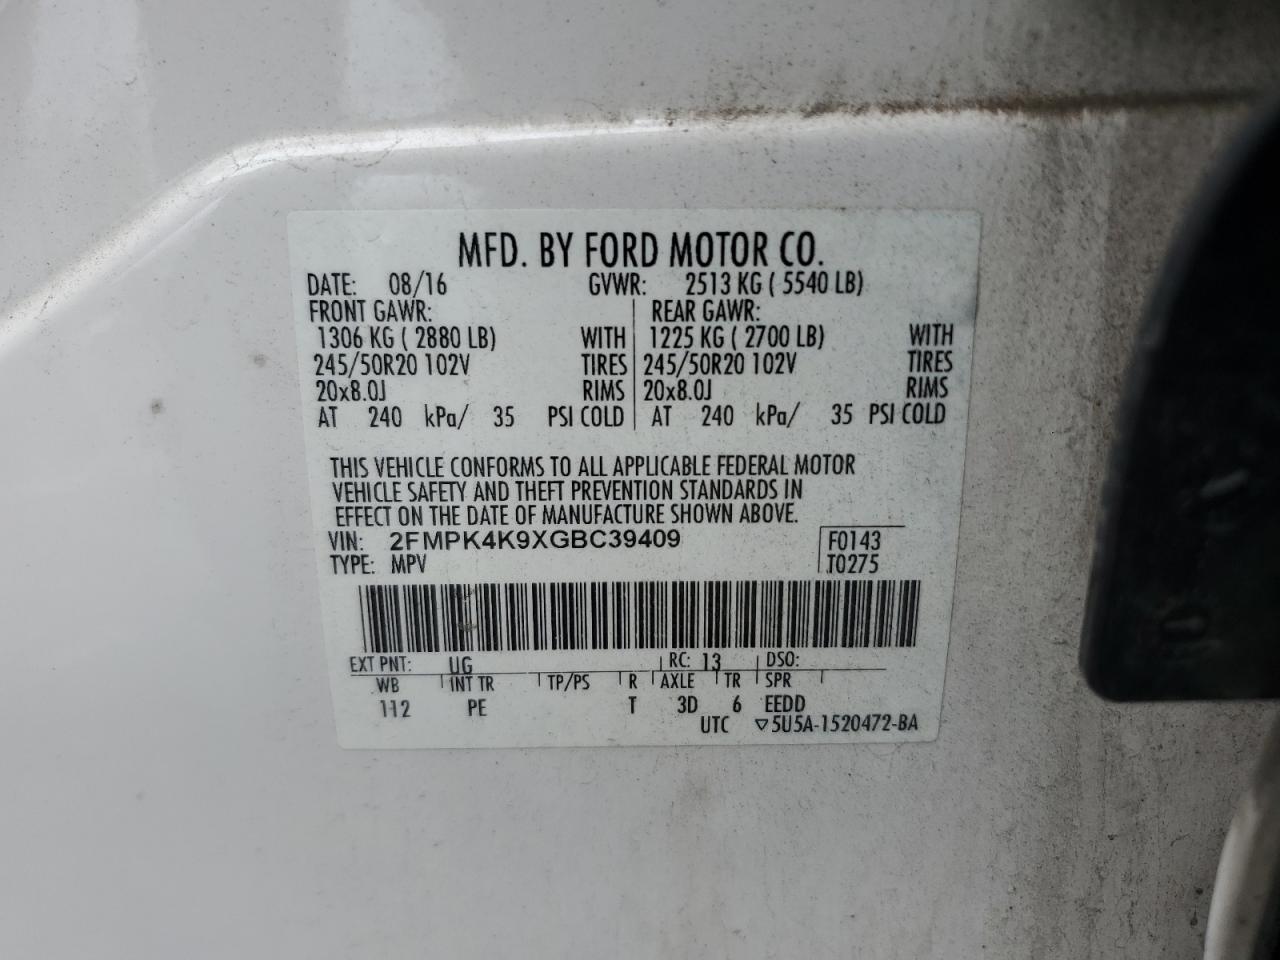 MFD. BY FORD MOTOR CO.
DATE: 08/16 GVWR: 2513 KG ( 5540 LB)
FRONT GAWR: REAR GAWR:
1306 KG ( 2880 LB) WITH 1225 KG ( 2700 LB) WITH
245/50R20 102V TIRES 245/50R20 102V TIRES
20x8.0J RIMS 20x8.0J RIMS
AT 240 kPa/ 35 PSI COLD AT 240 kPa/ 35 PSI COLD
THIS VEHICLE CONFORMS TO ALL APPLICABLE FEDERAL MOTOR
VEHICLE SAFETY AND THEFT PREVENTION STANDARDS IN
EFFECT ON THE DATE OF MANUFACTURE SHOWN ABOVE.
VIN: 2FMPK4K9XGBC39409 F0143
TYPE: MPV T0275
EXT PNT: UG RC: 13 DSO:
WB INT TR TP/PS R AXLE TR SPR
112 PE T 3D 6 EEDD
UTC ▽5U5A-1520472-BA